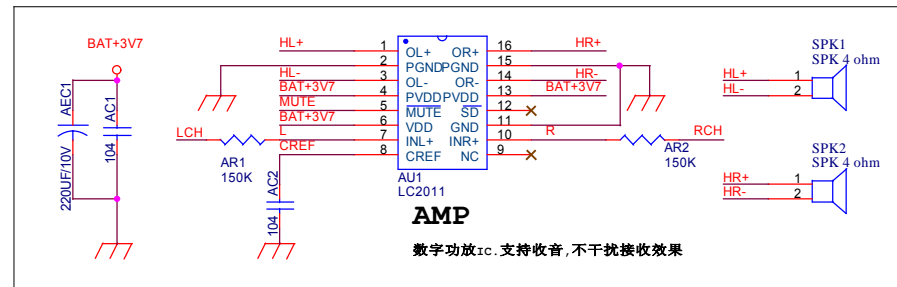 BAT+3V7
AEC1
220UF/10V
AC1
104
LCH
AR1
150K
L
CREF
AC2
104
HL+
HL-
BAT+3V7
MUTE
BAT+3V7
1
2
3
4
5
6
7
8
OL+
PGND
OL-
PVDD
MUTE
VDD
INL+
CREF
OR+
PGND
OR-
PVDD
SD
GND
INR+
NC
16
15
14
13
12
11
10
9
AU1
LC2011
HR+
HR-
BAT+3V7
R
RCH
AR2
150K
SPK1
SPK 4 ohm
HL+ 1
HL- 2
SPK2
SPK 4 ohm
HR+ 1
HR- 2
AMP
数字功放IC.支持收音,不干扰接收效果